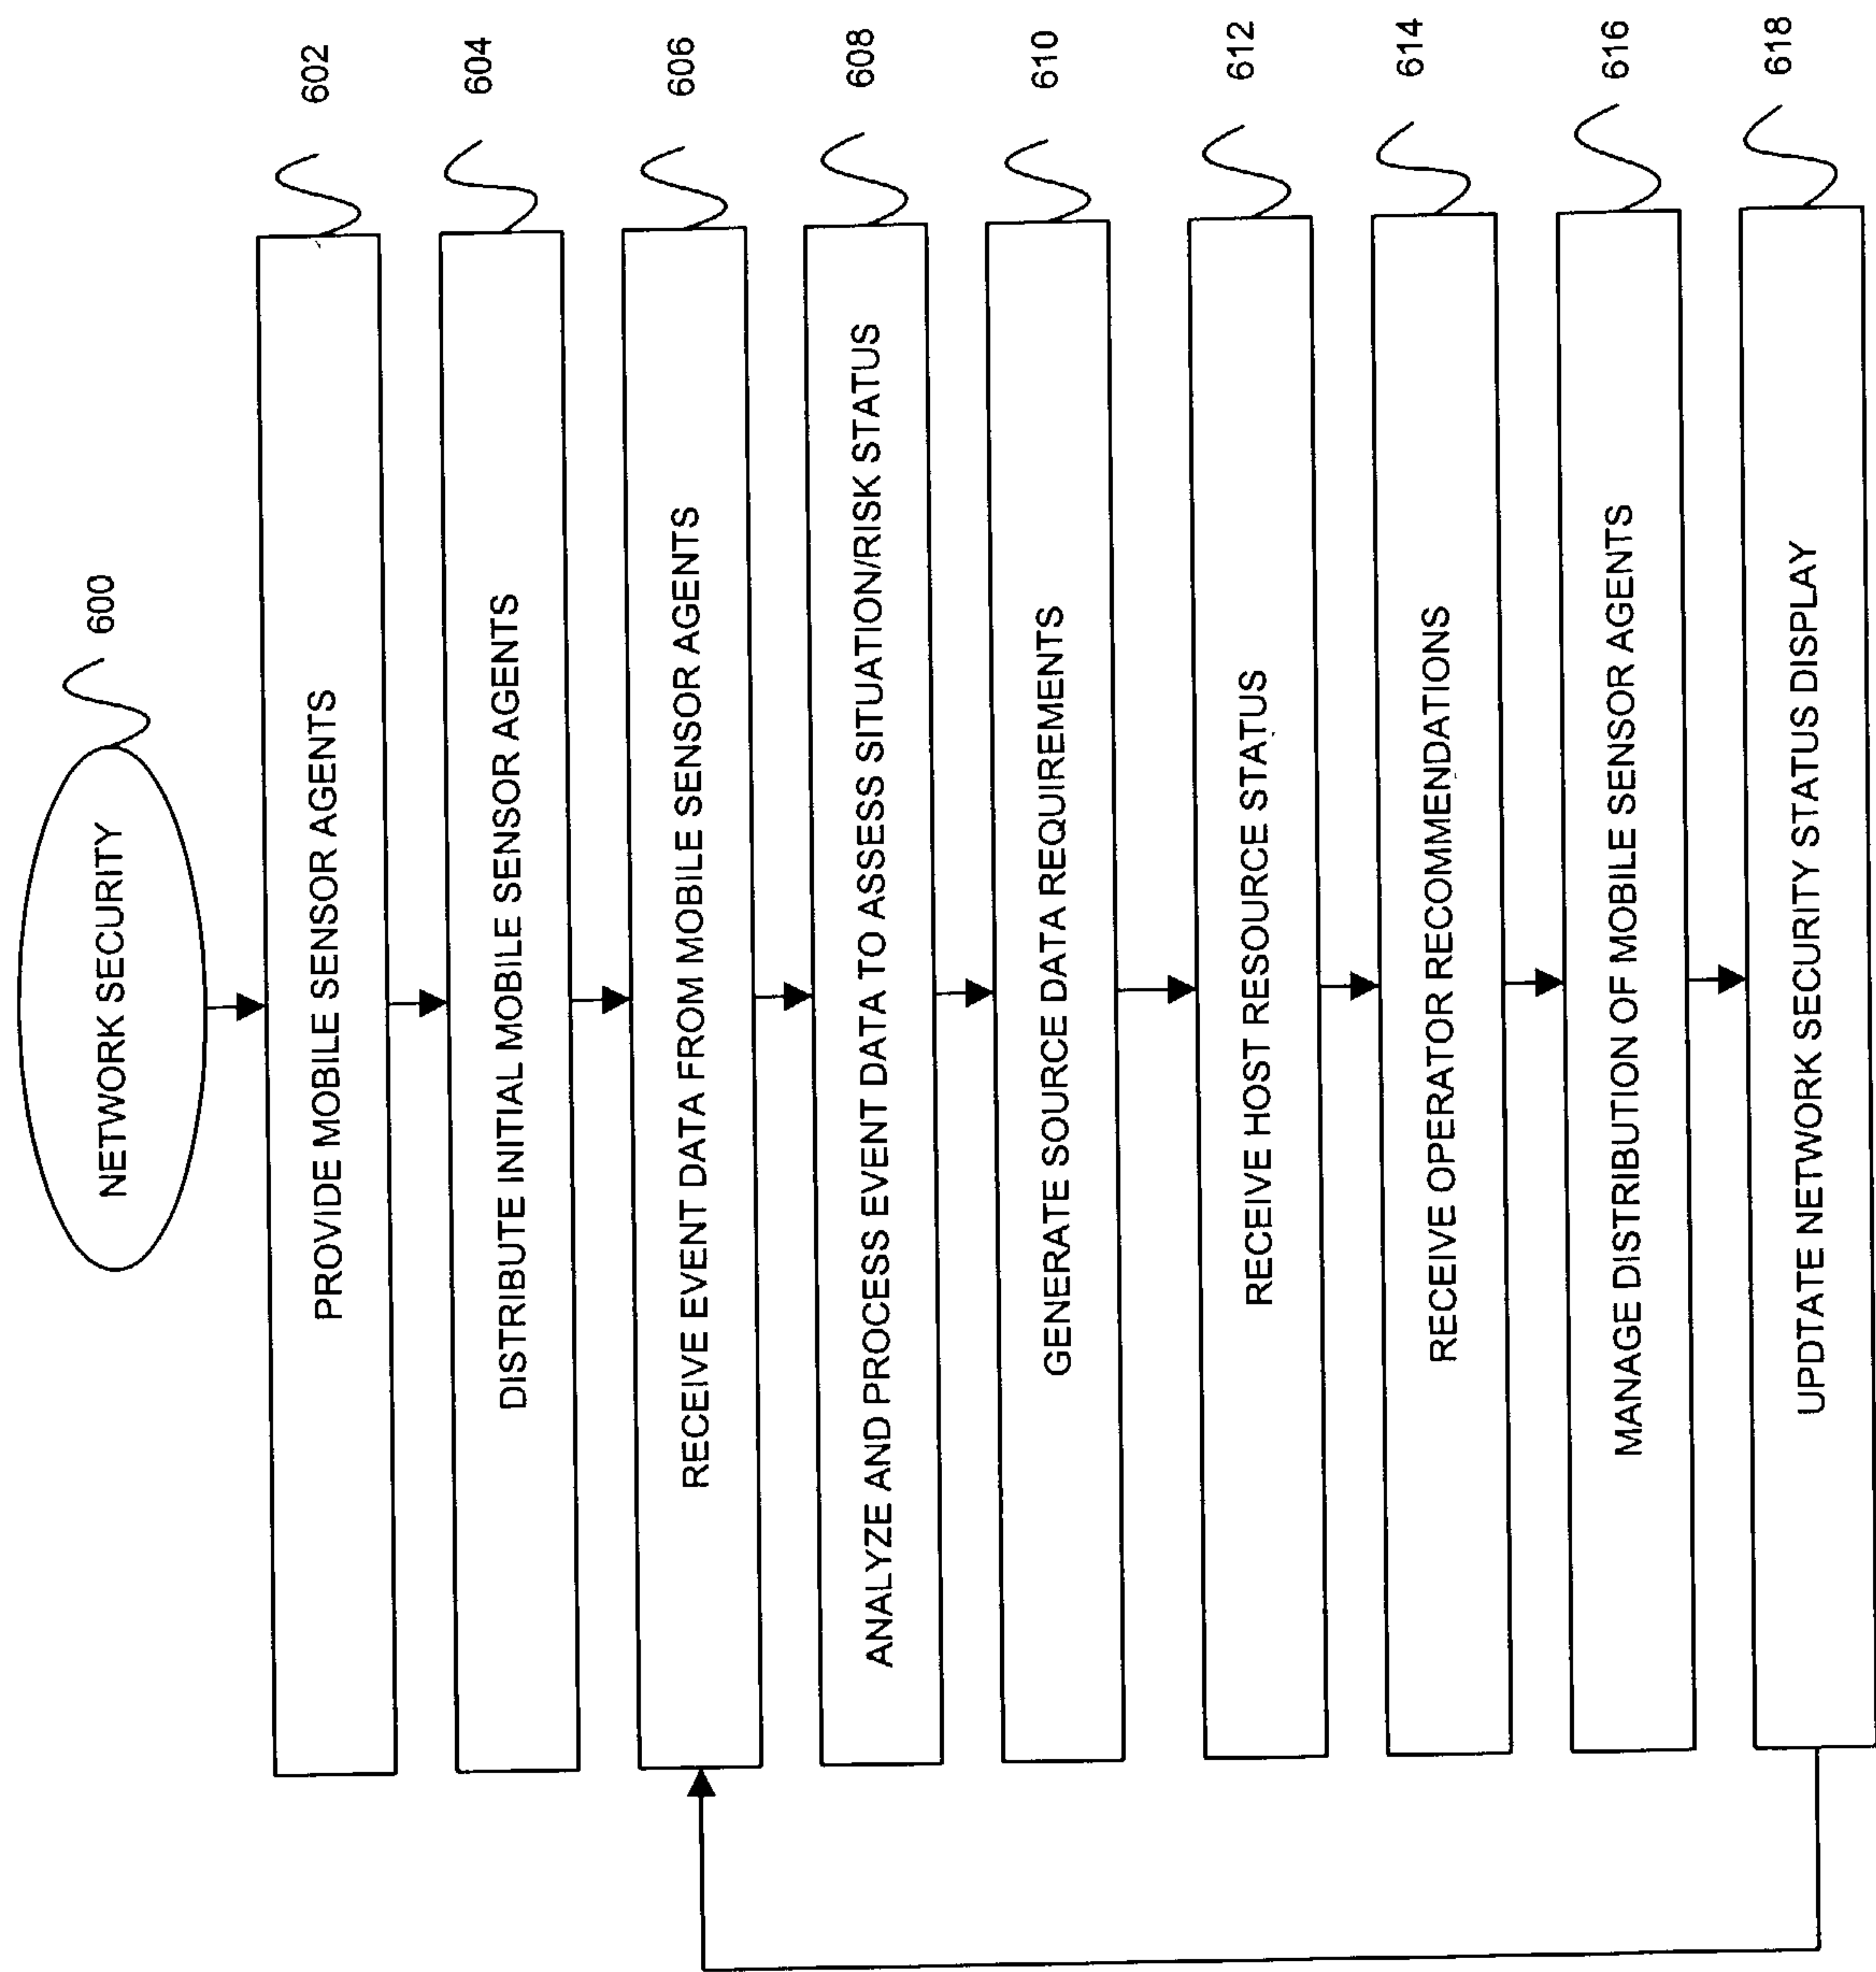 NETWORK SECURITY
600
PROVIDE MOBILE SENSOR AGENTS
602
DISTRIBUTE INITIAL MOBILE SENSOR AGENTS
604
RECEIVE EVENT DATA FROM MOBILE SENSOR AGENTS
606
ANALYZE AND PROCESS EVENT DATA TO ASSESS SITUATION/RISK STATUS
608
GENERATE SOURCE DATA REQUIREMENTS
610
RECEIVE HOST RESOURCE STATUS
612
RECEIVE OPERATOR RECOMMENDATIONS
614
MANAGE DISTRIBUTION OF MOBILE SENSOR AGENTS
616
UPDTATE NETWORK SECURITY STATUS DISPLAY
618